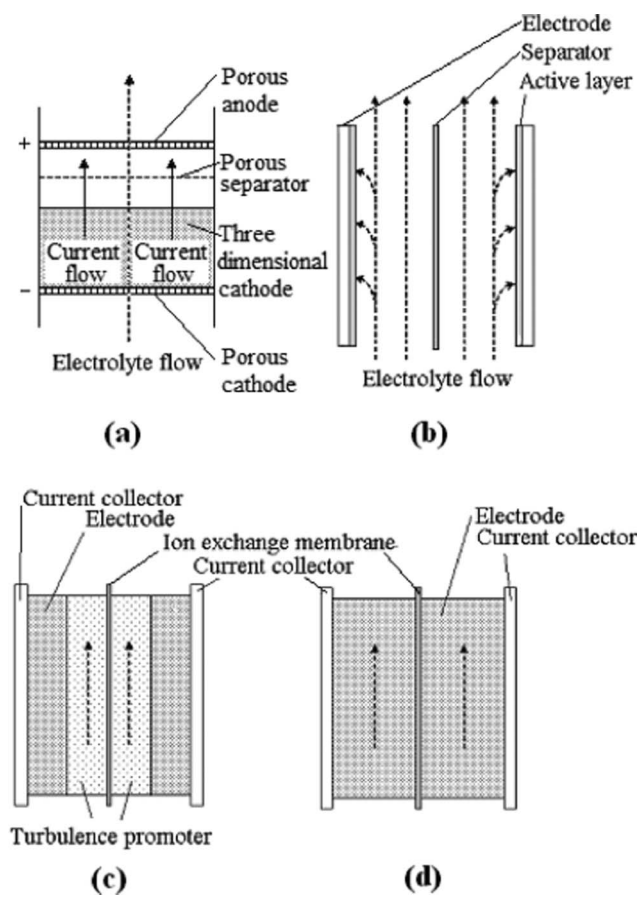 Porous
anode
+
Porous
separator
Three
dimensional
cathode
Current
flow
Current
flow
−
Electrolyte flow
Porous
cathode
(a)
Electrode
Separator
Active layer
Electrolyte flow
(b)
Current collector
Electrode
Ion exchange membrane
Current collector
Turbulence promoter
(c)
Electrode
Current collector
(d)